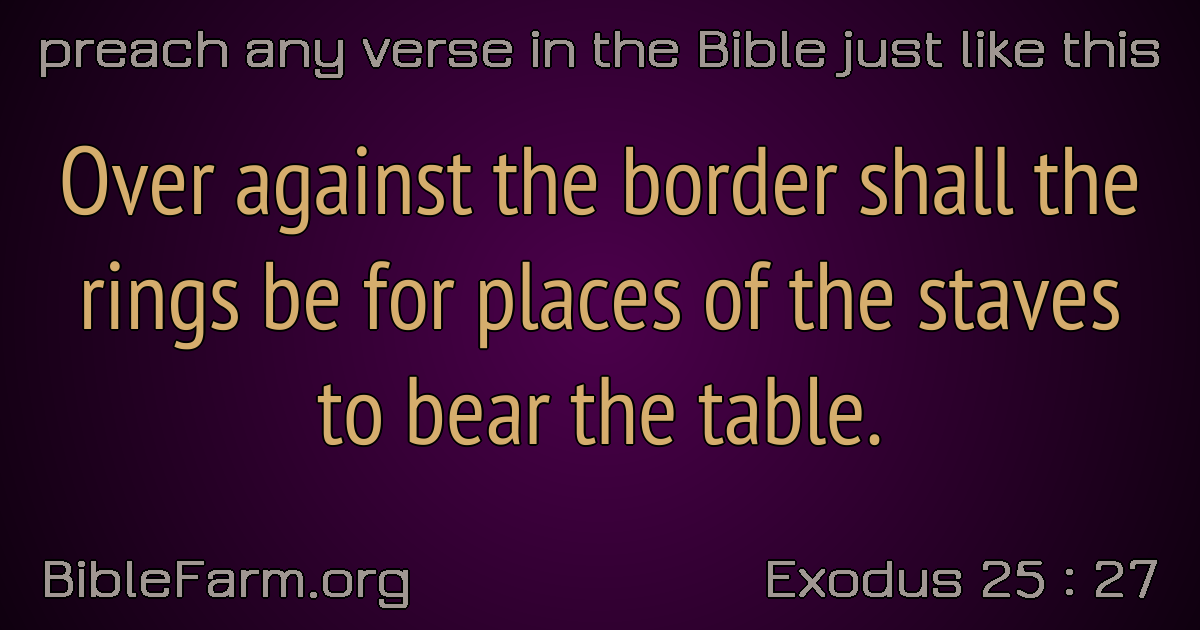 preach any verse in the Bible just like this
Over against the border shall the
rings be for places of the staves
to bear the table.
BibleFarm.org
Exodus 25 : 27